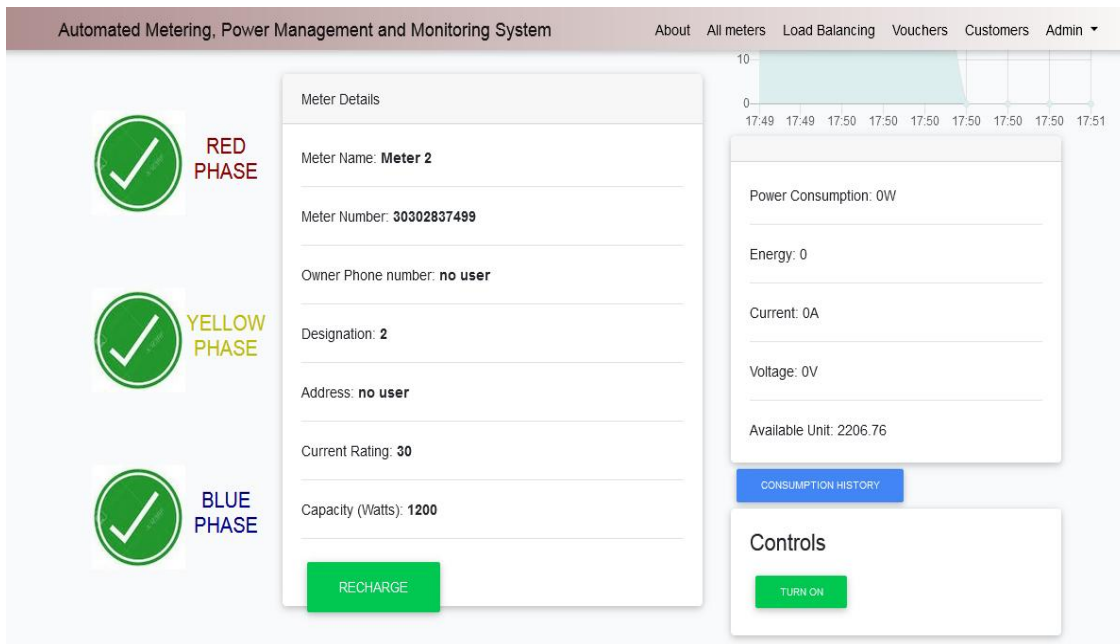 Automated Metering, Power Management and Monitoring System
About All meters Load Balancing Vouchers Customers Admin
RED
PHASE
YELLOW
PHASE
BLUE
PHASE
Meter Details
Meter Name: Meter 2
Meter Number: 30302837499
Owner Phone number: no user
Designation: 2
Address: no user
Current Rating: 30
Capacity (Watts): 1200
RECHARGE
10
0
17:49 17:49 17:50 17:50 17:50 17:50 17:50 17:50 17:51
Power Consumption: 0W
Energy: 0
Current: 0A
Voltage: 0V
Available Unit: 2206.76
CONSUMPTION HISTORY
Controls
TURN ON